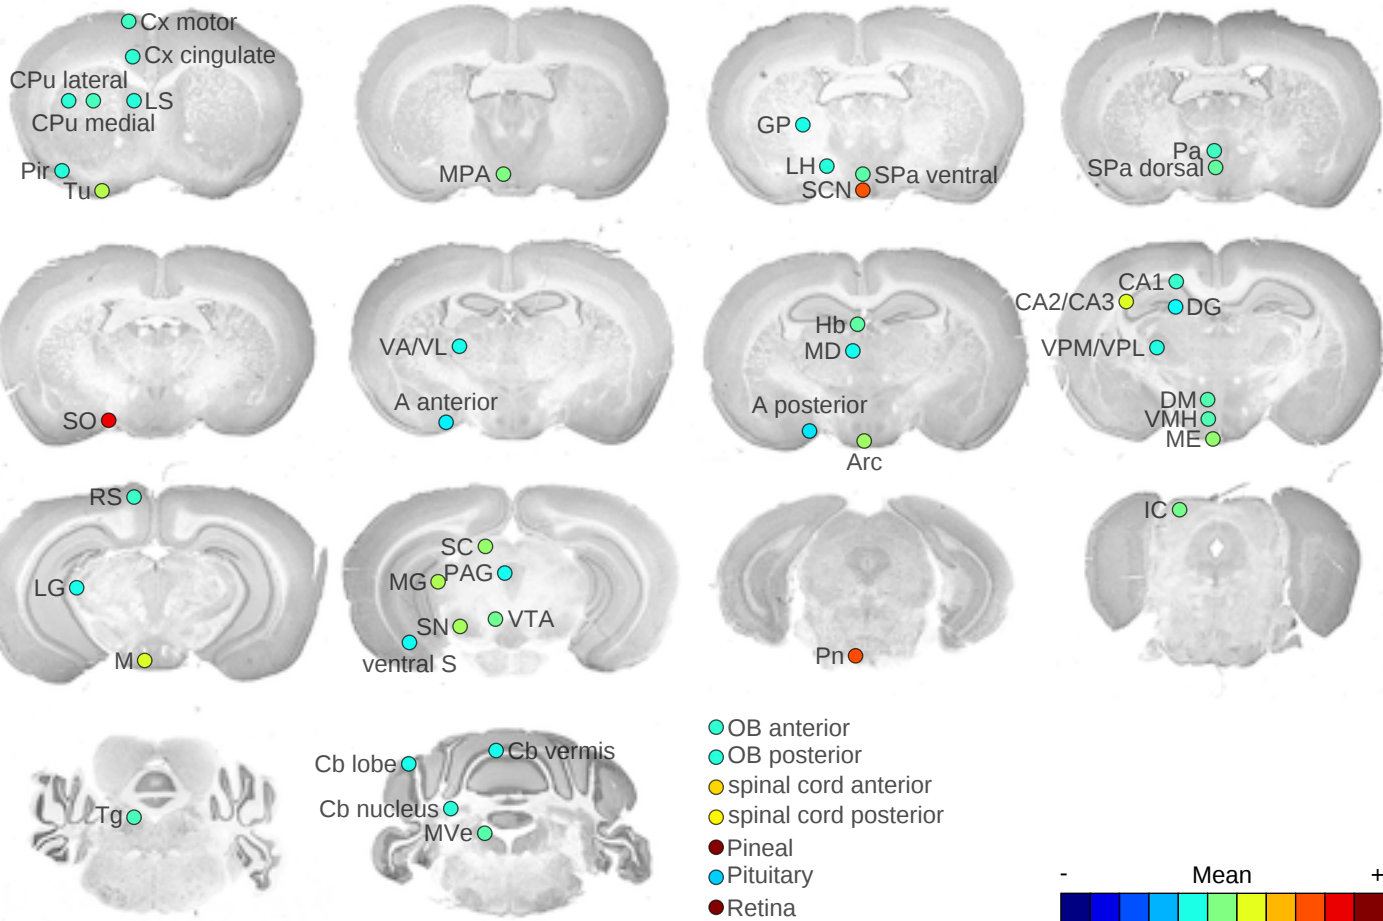 Cx motor
Cx cingulate
CPu lateral
LS
CPu medial
Pir
Tu
MPA
GP
LH
SPa ventral
SCN
Pa
SPa dorsal
SO
VA/VL
A anterior
Hb
MD
A posterior
Arc
CA1
CA2/CA3
DG
VPM/VPL
DM
VMH
ME
RS
LG
M
SC
MG
PAG
SN
VTA
ventral S
Pn
IC
Tg
Cb lobe
Cb vermis
Cb nucleus
MVe
OB anterior
OB posterior
spinal cord anterior
spinal cord posterior
Pineal
Pituitary
Retina
- Mean +